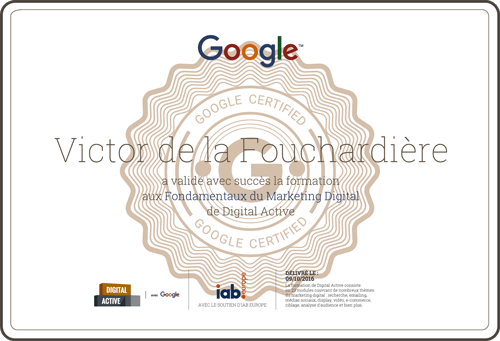 Google™
GOOGLE CERTIFIED
Victor de la Fouchardière
G
a validé avec succès la formation
aux Fondamentaux du Marketing Digital
de Digital Active
GOOGLE CERTIFIED
DIGITAL
ACTIVE
avec Google
iab europe
AVEC LE SOUTIEN D'IAB EUROPE
DÉLIVRÉ LE :
09/10/2016
La formation de Digital Active consiste
en 23 modules couvrant de nombreux thèmes
du marketing digital : recherche, emailing,
médias sociaux, display, vidéo, e-commerce,
ciblage, analyse d'audience et bien plus.